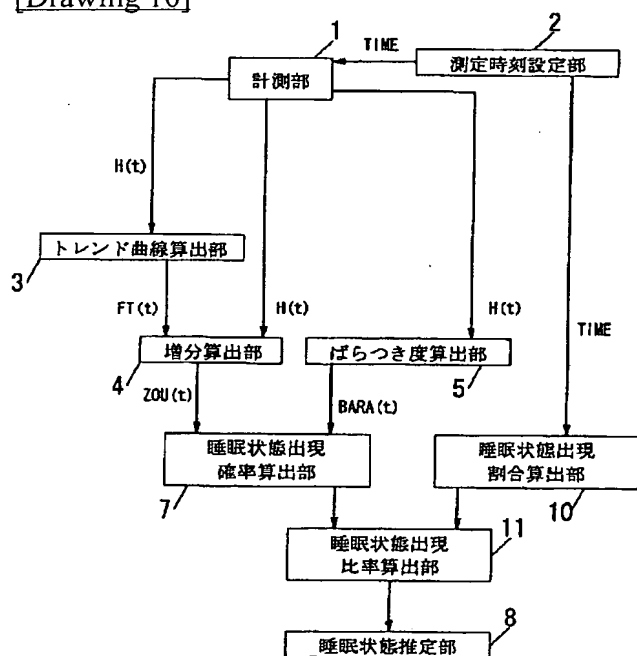 [Drawing 10]
1
2
TIME
計測部
測定時刻設定部
H(t)
トレンド曲線算出部
3
FT(t)
H(t)
H(t)
TIME
増分算出部
ばらつき度算出部
4
5
ZOU(t)
BARA(t)
睡眠状態出現
確率算出部
睡眠状態出現
割合算出部
7
10
睡眠状態出現
比率算出部
11
8
睡眠状態推定部